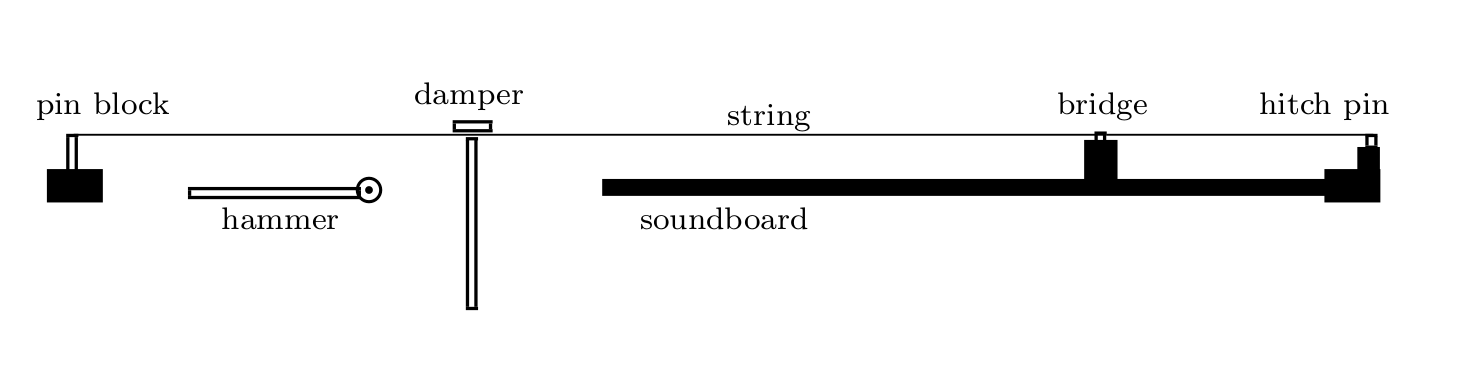 pin block
damper
string
bridge
hitch pin
hammer
soundboard